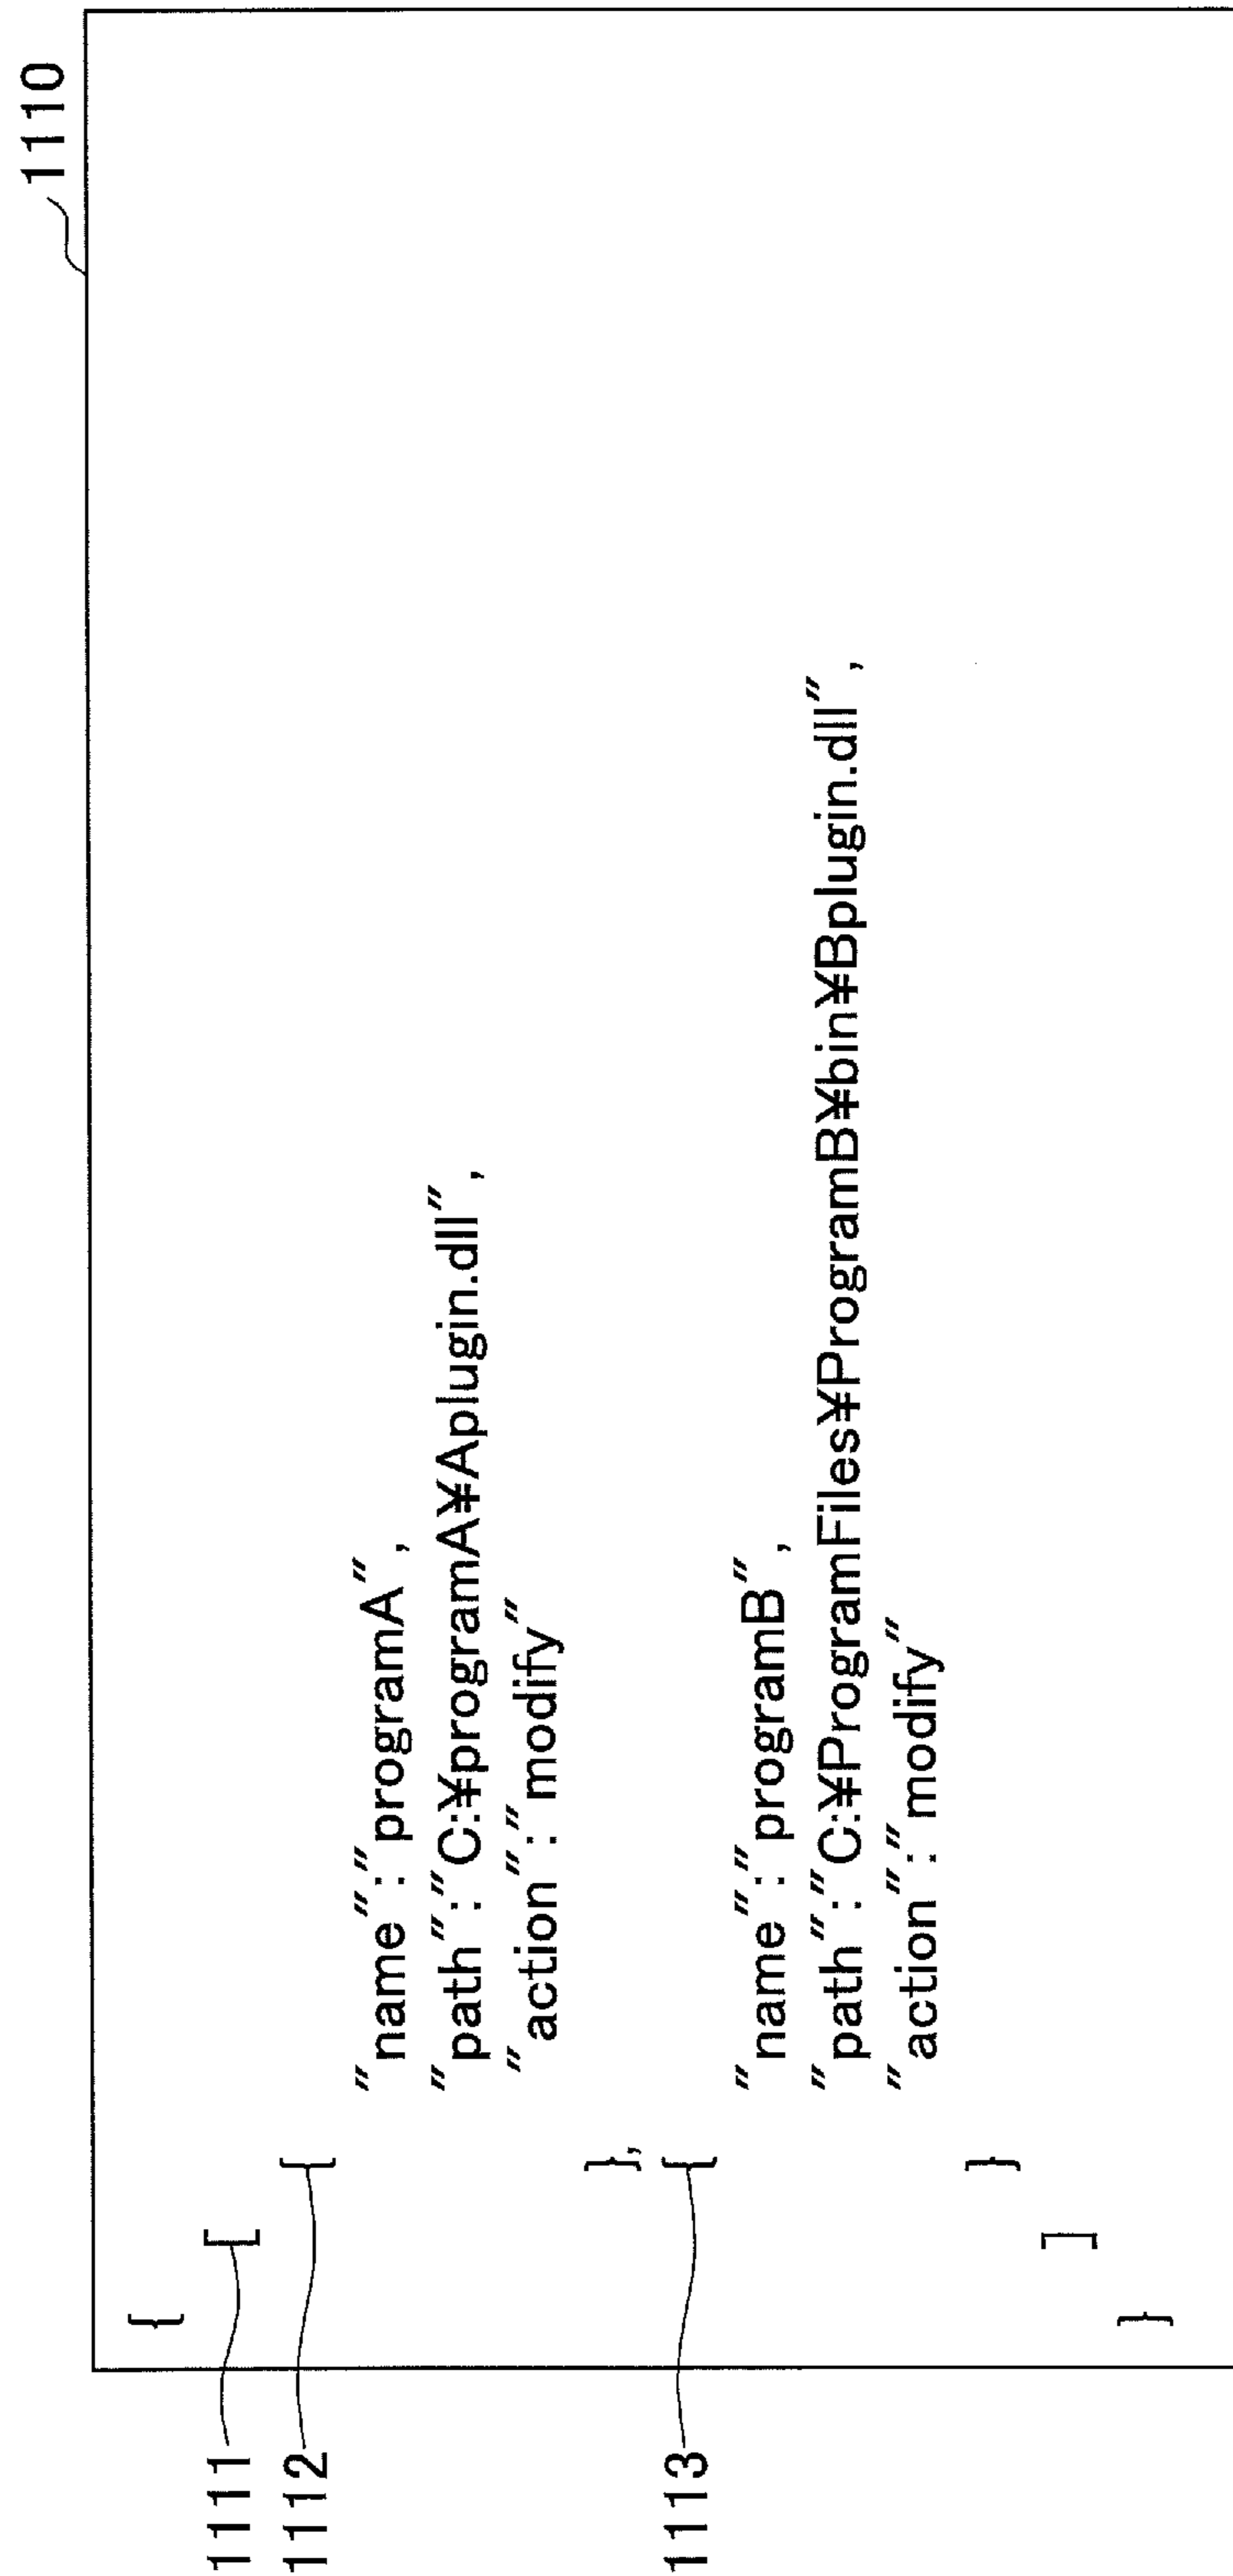 1110
{
1111 [
1112 {
"name":"programA",
"path":"C:¥programA¥Aplugin.dll",
"action":"modify"
},
1113 {
"name":"programB",
"path":"C:¥ProgramFiles¥ProgramB¥bin¥Bplugin.dll",
"action":"modify"
}
]
}